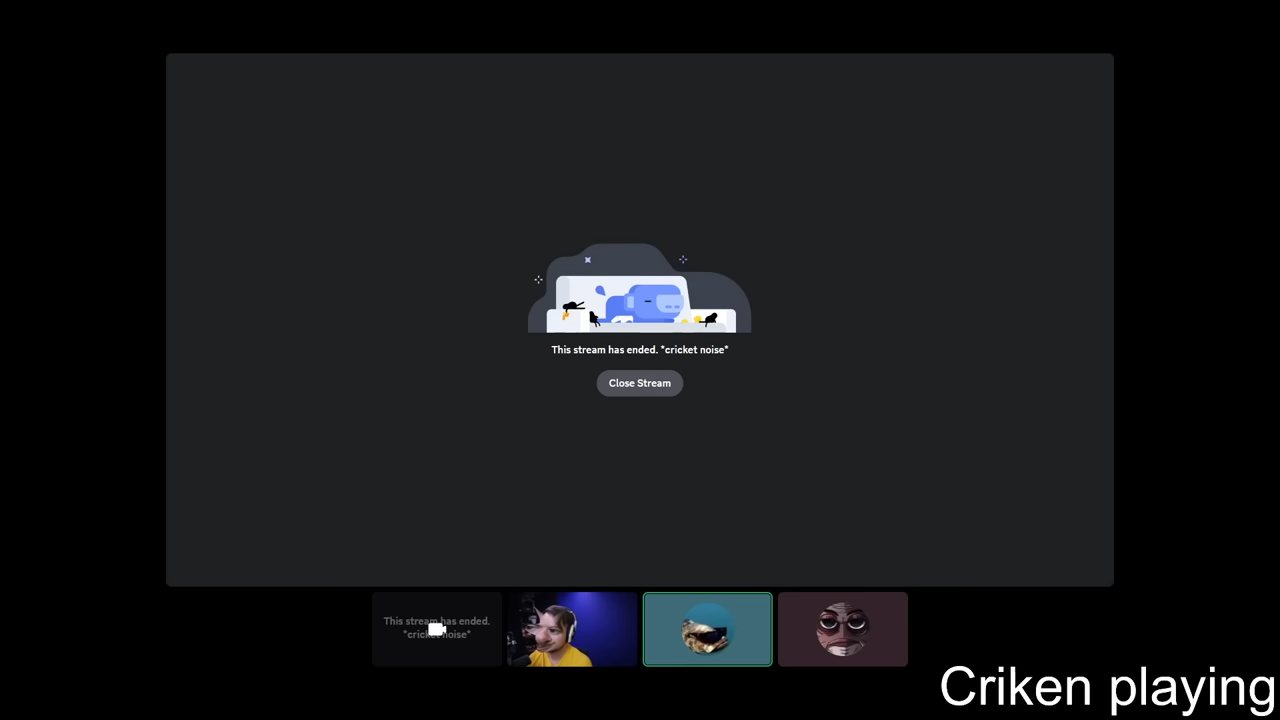 This stream has ended. *cricket noise*
Close Stream
This stream has ended.
*cricket noise*
Criken playing